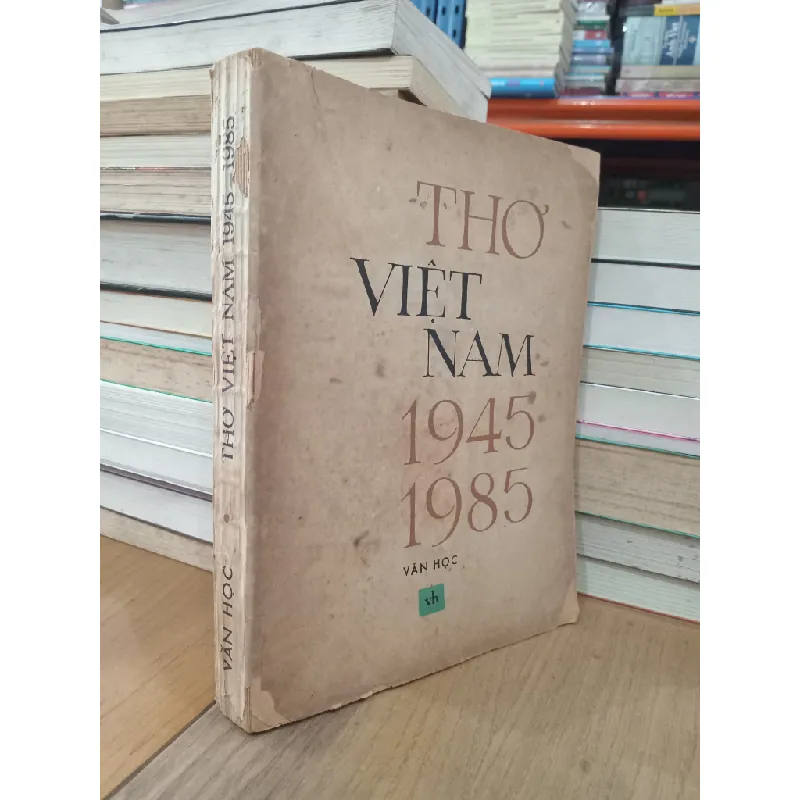 THƠ
VIỆT
NAM
1945
1985
VĂN HỌC
vh
THƠ VIỆT NAM 1945 - 1985
VĂN HỌC